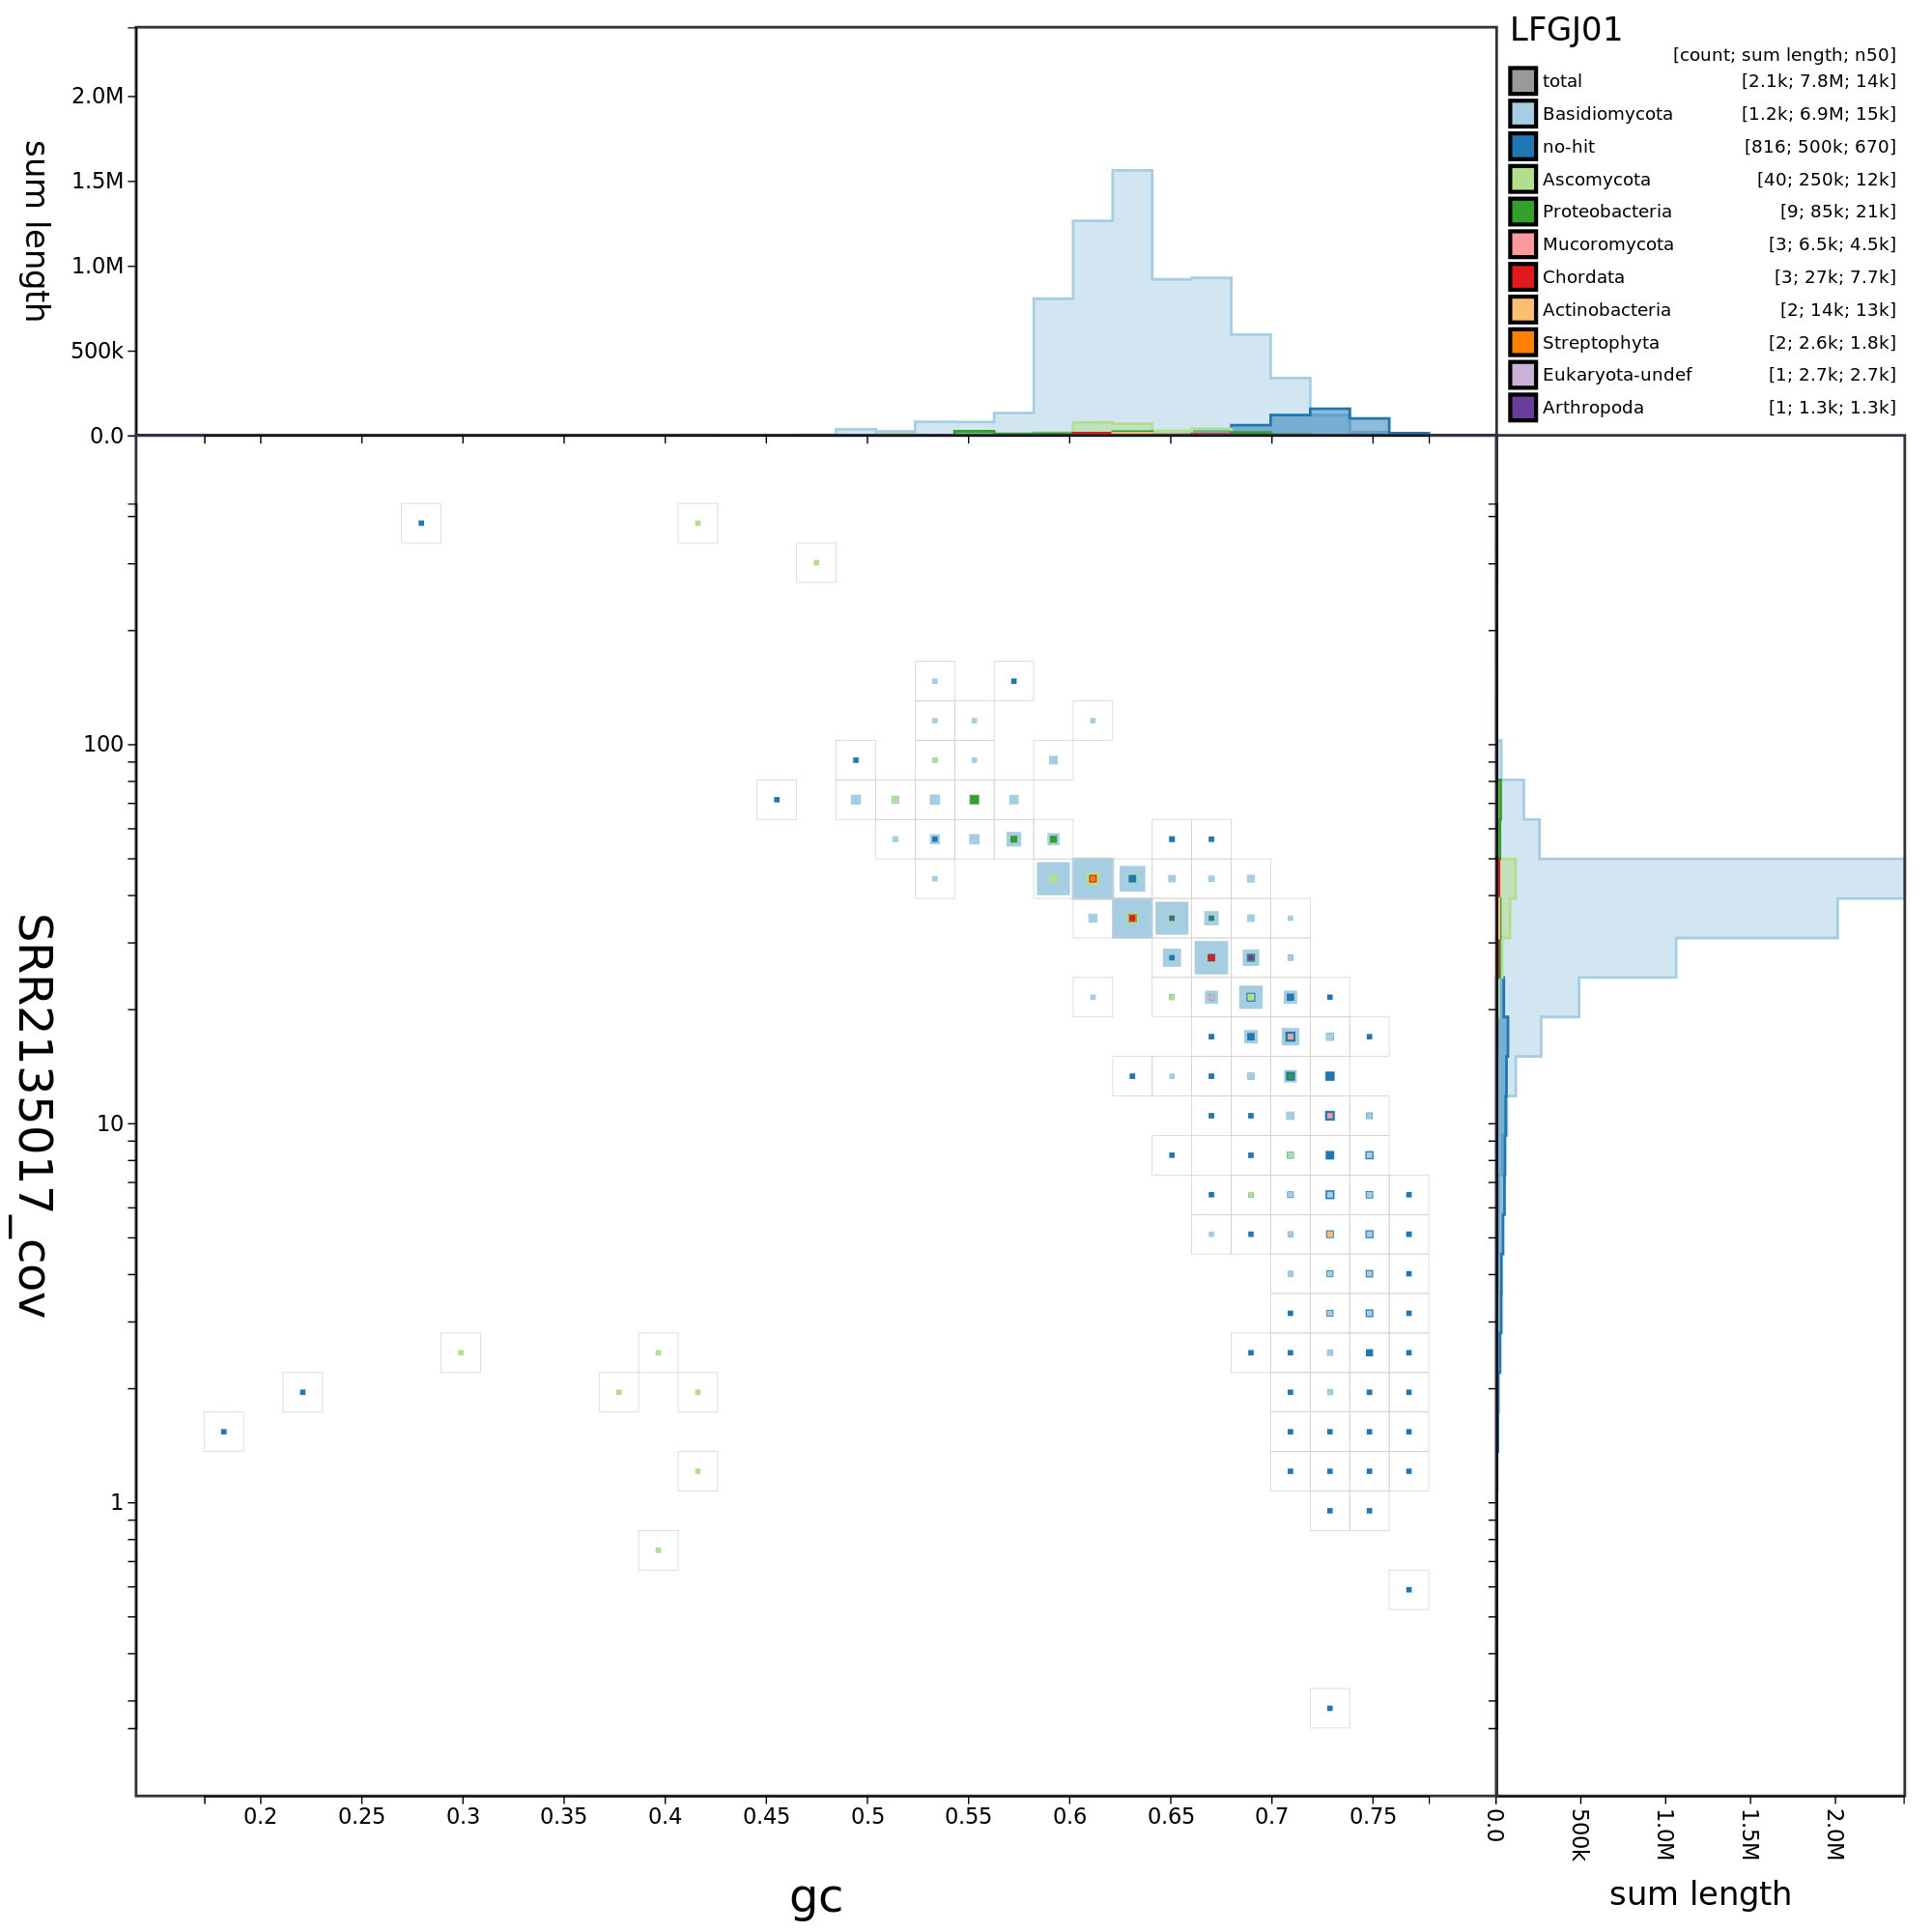 LFGJ01
[count; sum length; n50]
total [2.1k; 7.8M; 14k]
Basidiomycota [1.2k; 6.9M; 15k]
no-hit [816; 500k; 670]
Ascomycota [40; 250k; 12k]
Proteobacteria [9; 85k; 21k]
Mucoromycota [3; 6.5k; 4.5k]
Chordata [3; 27k; 7.7k]
Actinobacteria [2; 14k; 13k]
Streptophyta [2; 2.6k; 1.8k]
Eukaryota-undef [1; 2.7k; 2.7k]
Arthropoda [1; 1.3k; 1.3k]
sum length
2.0M
1.5M
1.0M
500k
0.0
SRR2135017_cov
100
10
1
0.2 0.25 0.3 0.35 0.4 0.45 0.5 0.55 0.6 0.65 0.7 0.75
gc
0.0 500k 1.0M 1.5M 2.0M
sum length